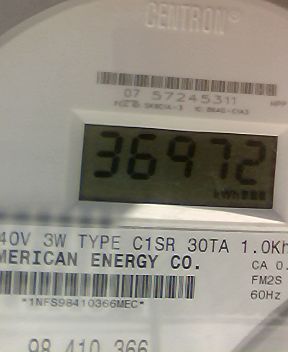 CENTRON®
07 57245311
36972
kWh
40V 3W TYPE C1SR 30TA 1.0Kh
MERICAN ENERGY CO.
CA 0.
FM2S
60Hz
*1NFS98410366MEC*
98 410 366